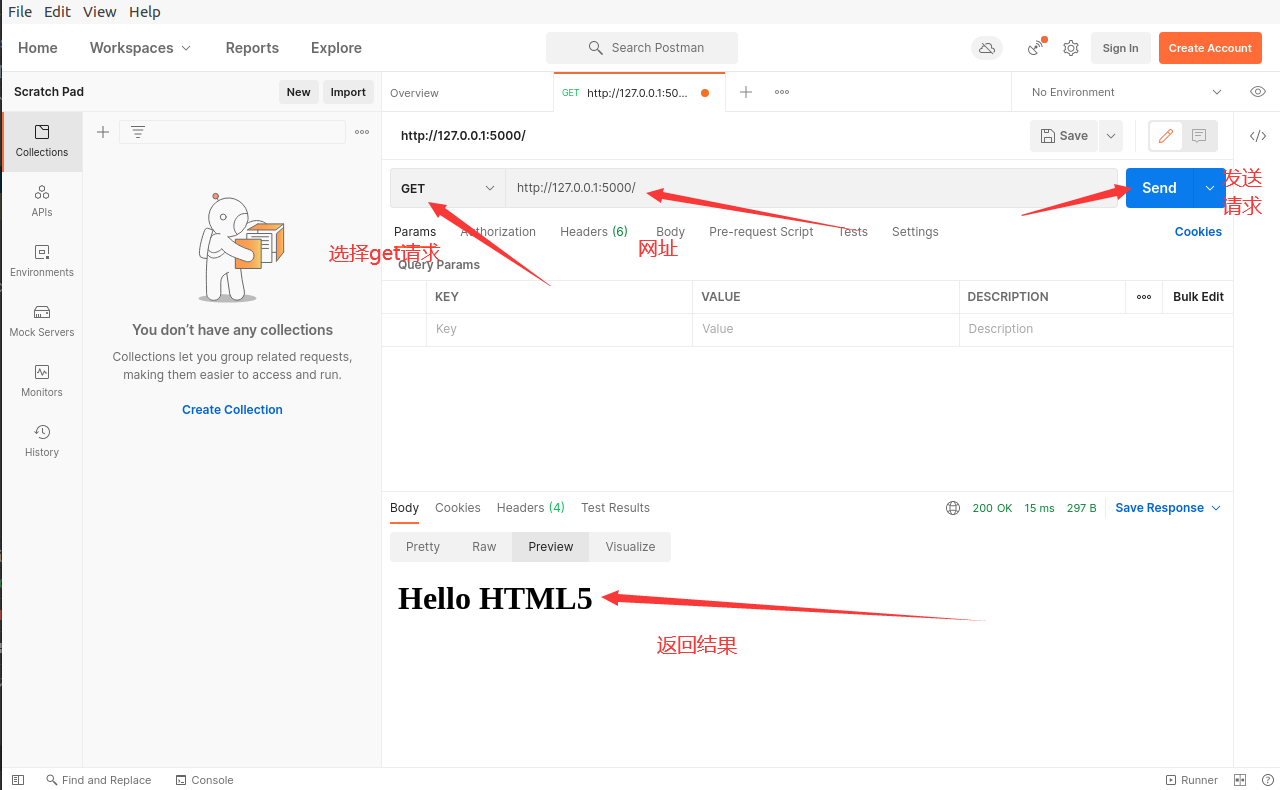 File Edit View Help
Home Workspaces Reports Explore Search Postman Sign In Create Account
Scratch Pad New Import Overview GET http://127.0.0.1:50... No Environment
Collections
http://127.0.0.1:5000/ Save
GET http://127.0.0.1:5000/ Send 发送
请求
APIs
Params Authorization Headers (6) Body Pre-request Script Tests Settings Cookies
选择get请求 网址
Query Params
Environments
KEY VALUE DESCRIPTION Bulk Edit
Key Value Description
Mock Servers
You don’t have any collections
Collections let you group related requests,
making them easier to access and run.
Monitors
Create Collection
History
Body Cookies Headers (4) Test Results 200 OK 15 ms 297 B Save Response
Pretty Raw Preview Visualize
Hello HTML5
返回结果
Find and Replace Console Runner